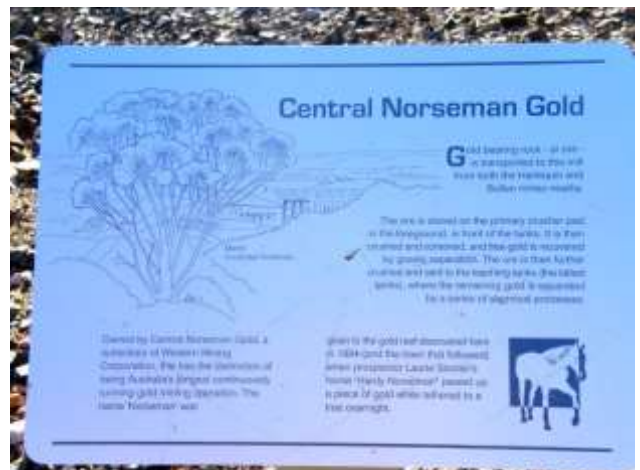 Central Norseman Gold
Gold bearing rock - or ore -
is transported to this mill
from both the Harlequin and
Bullen mines nearby.
The ore is stored on the primary crusher pad
in the foreground, in front of the tanks. It is then
crushed and screened, and free gold is recovered
by gravity separation. The ore is then further
crushed and sent to the leaching tanks (the tallest
tanks), where the remaining gold is separated
by a series of chemical processes.
Owned by Central Norseman Gold, a
subsidiary of Western Mining
Corporation, the has the distinction of
being Australia's longest continuously
running gold mining operation. The
name 'Norseman' was
given to the gold reef discovered here
in 1894 (and the town that followed)
when prospector Laurie Sinclair's
horse "Hardy Norseman" pawed up
a piece of gold while tethered to a
tree overnight.